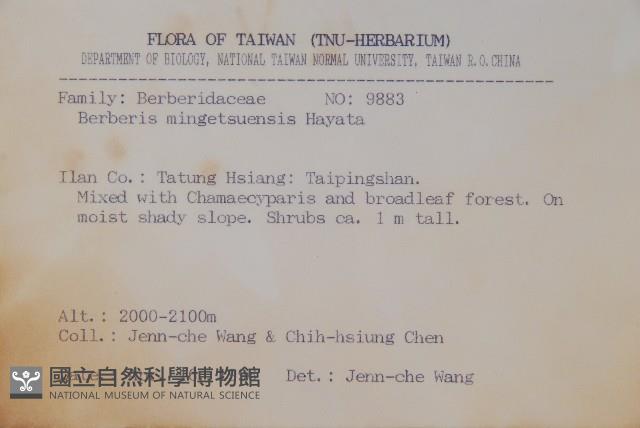 FLORA OF TAIWAN (TNU-HERBARIUM)
DEPARTMENT OF BIOLOGY, NATIONAL TAIWAN NORMAL UNIVERSITY, TAIWAN R.O.CHINA
Family: Berberidaceae NO: 9883
Berberis mingetsuensis Hayata
Ilan Co.: Tatung Hsiang: Taipingshan.
Mixed with Chamaecyparis and broadleaf forest. On
moist shady slope. Shrubs ca. 1 m tall.
Alt.: 2000-2100m
Coll.: Jenn-che Wang & Chih-hsiung Chen
Det.: Jenn-che Wang
國立自然科學博物館
NATIONAL MUSEUM OF NATURAL SCIENCE